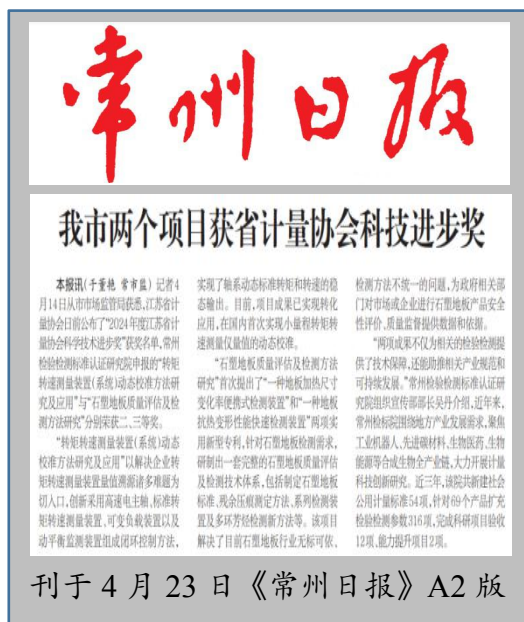 常州日报
我市两个项目获省计量协会科技进步奖
本报讯(于董艳 常市监) 记者4
月14日从市市场监管局获悉,江苏省计
量协会日前公布了“2024年度江苏省计
量协会科学技术进步奖”获奖名单,常州
检验检测标准认证研究院申报的“转矩
转速测量装置(系统)动态校准方法研
究及应用”与“石塑地板质量评估及检
测方法研究”分别荣获二、三等奖。
“转矩转速测量装置(系统)动态
校准方法研究及应用”以解决企业转
矩转速测量装置量值溯源诸多难题为
切入口,创新采用高速电主轴、标准转
矩转速测量装置、可变负载装置以及
动平衡监测装置组成闭环控制方法,
实现了轴系动态标准转矩和转速的稳
态输出。目前,项目成果已实现转化
应用,在国内首次实现小量程转矩转
速测量仪量值的动态校准。
“石塑地板质量评估及检测方法
研究”首次提出了“一种地板加热尺寸
变化率便携式检测装置”和“一种地板
抗热变形性能快速检测装置”两项实
用新型专利,针对石塑地板检测需求,
研制出一套完整的石塑地板质量评估
及检测技术体系,包括制定石塑地板
标准、残余压痕测定方法、系列检测装
置及多环芳烃检测新方法等。该项目
解决了目前石塑地板行业无标可依、
检测方法不统一的问题,为政府相关部
门对市场或企业进行石塑地板产品安全
性评价、质量监督提供数据和依据。
“两项成果不仅为相关的检验检测提
供了技术保障,还能助推相关产业规范和
可持续发展。”常州检验检测标准认证研
究院组织宣传部部长吴丹介绍,近年来,
常州检标院围绕地方产业发展需求,聚焦
工业机器人、先进碳材料、生物医药、生物
能源等合成生物全产业链,大力开展计量
科技创新研究。近三年,该院共新建社会
公用计量标准54项,针对69个产品扩充
检验检测参数316项,完成科研项目验收
12项、能力提升项目2项。
刊于4月23日《常州日报》A2版